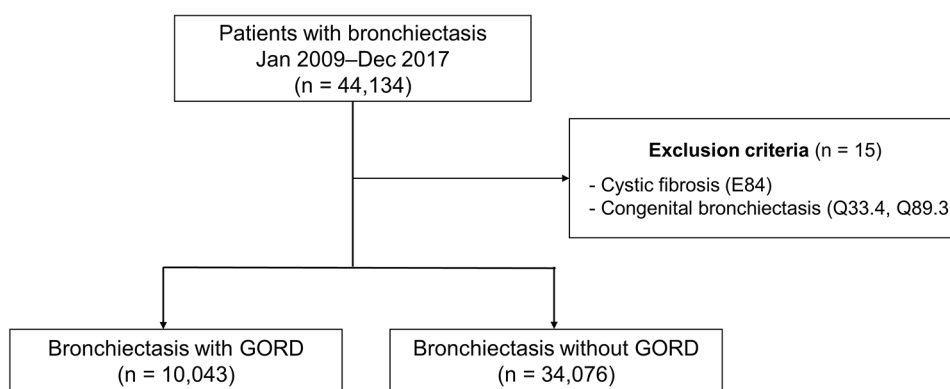 Patients with bronchiectasis
Jan 2009–Dec 2017
(n = 44,134)
Exclusion criteria (n = 15)
- Cystic fibrosis (E84)
- Congenital bronchiectasis (Q33.4, Q89.3
Bronchiectasis with GORD
(n = 10,043)
Bronchiectasis without GORD
(n = 34,076)